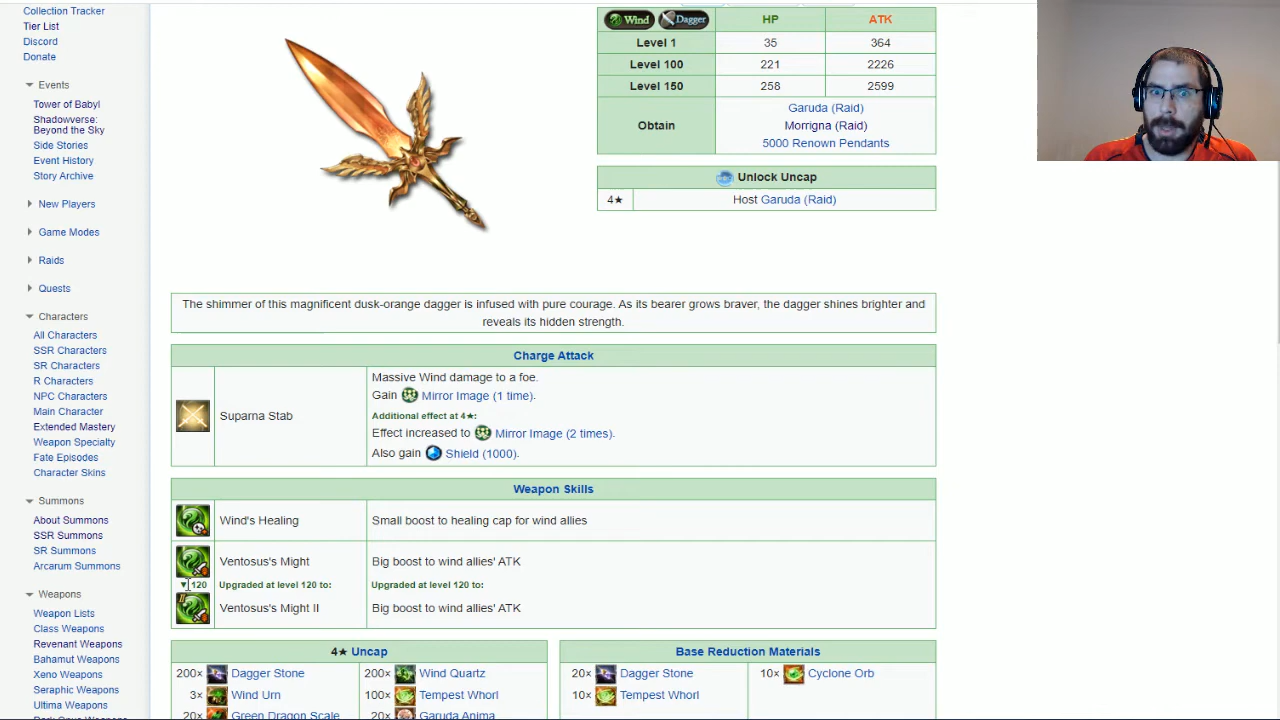 Collection Tracker
Tier List
Discord
Donate
Events
Tower of Babyl
Shadowverse:
Beyond the Sky
Side Stories
Event History
Story Archive
New Players
Game Modes
Raids
Quests
Characters
All Characters
SSR Characters
SR Characters
R Characters
NPC Characters
Main Character
Extended Mastery
Weapon Specialty
Fate Episodes
Character Skins
Summons
About Summons
SSR Summons
SR Summons
Arcarum Summons
Weapons
Weapon Lists
Class Weapons
Revenant Weapons
Bahamut Weapons
Xeno Weapons
Seraphic Weapons
Ultima Weapons
Wind Dagger HP ATK
Level 1 35 364
Level 100 221 2226
Level 150 258 2599
Obtain
Garuda (Raid)
Morrigna (Raid)
5000 Renown Pendants
Unlock Uncap
4★ Host Garuda (Raid)
The shimmer of this magnificent dusk-orange dagger is infused with pure courage. As its bearer grows braver, the dagger shines brighter and
reveals its hidden strength.
Charge Attack
Suparna Stab
Massive Wind damage to a foe.
Gain Mirror Image (1 time).
Additional effect at 4★:
Effect increased to Mirror Image (2 times).
Also gain Shield (1000).
Weapon Skills
Wind's Healing Small boost to healing cap for wind allies
Ventosus's Might Big boost to wind allies' ATK
▼120 Upgraded at level 120 to: Upgraded at level 120 to:
Ventosus's Might II Big boost to wind allies' ATK
4★ Uncap
200× Dagger Stone 200× Wind Quartz
3× Wind Urn 100× Tempest Whorl
20× Green Dragon Scale 20× Garuda Anima
Base Reduction Materials
20× Dagger Stone 10× Cyclone Orb
10× Tempest Whorl